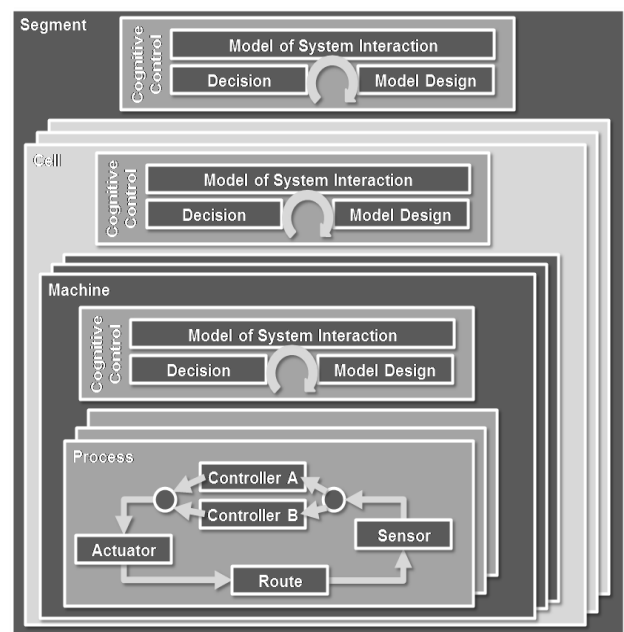 Segment
Cognitive
Control
Model of System Interaction
Decision
Model Design
Cell
Cognitive
Control
Model of System Interaction
Decision
Model Design
Machine
Cognitive
Control
Model of System Interaction
Decision
Model Design
Process
Controller A
Controller B
Actuator
Sensor
Route